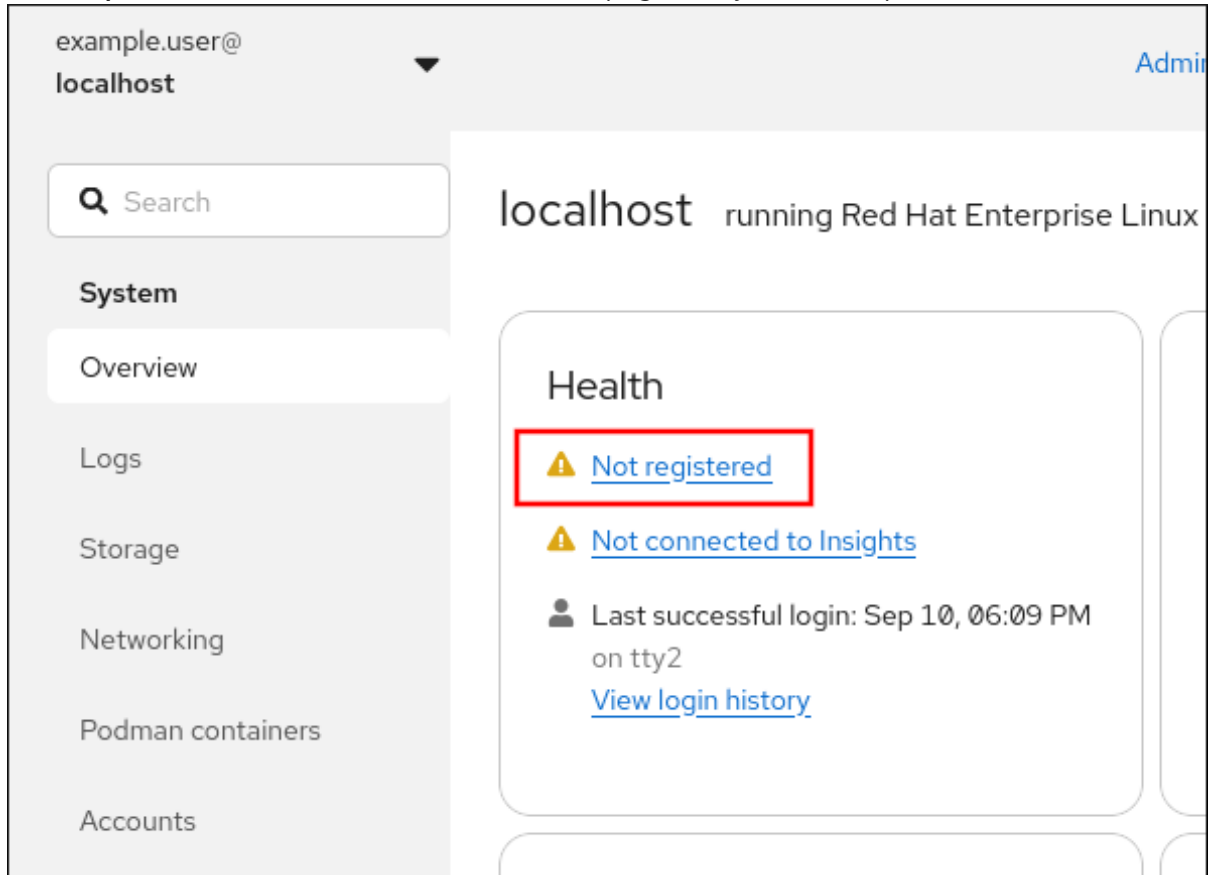 example.user@
localhost
Search
System
Overview
Logs
Storage
Networking
Podman containers
Accounts
localhost running Red Hat Enterprise Linux
Health
Not registered
Not connected to Insights
Last successful login: Sep 10, 06:09 PM
on tty2
View login history